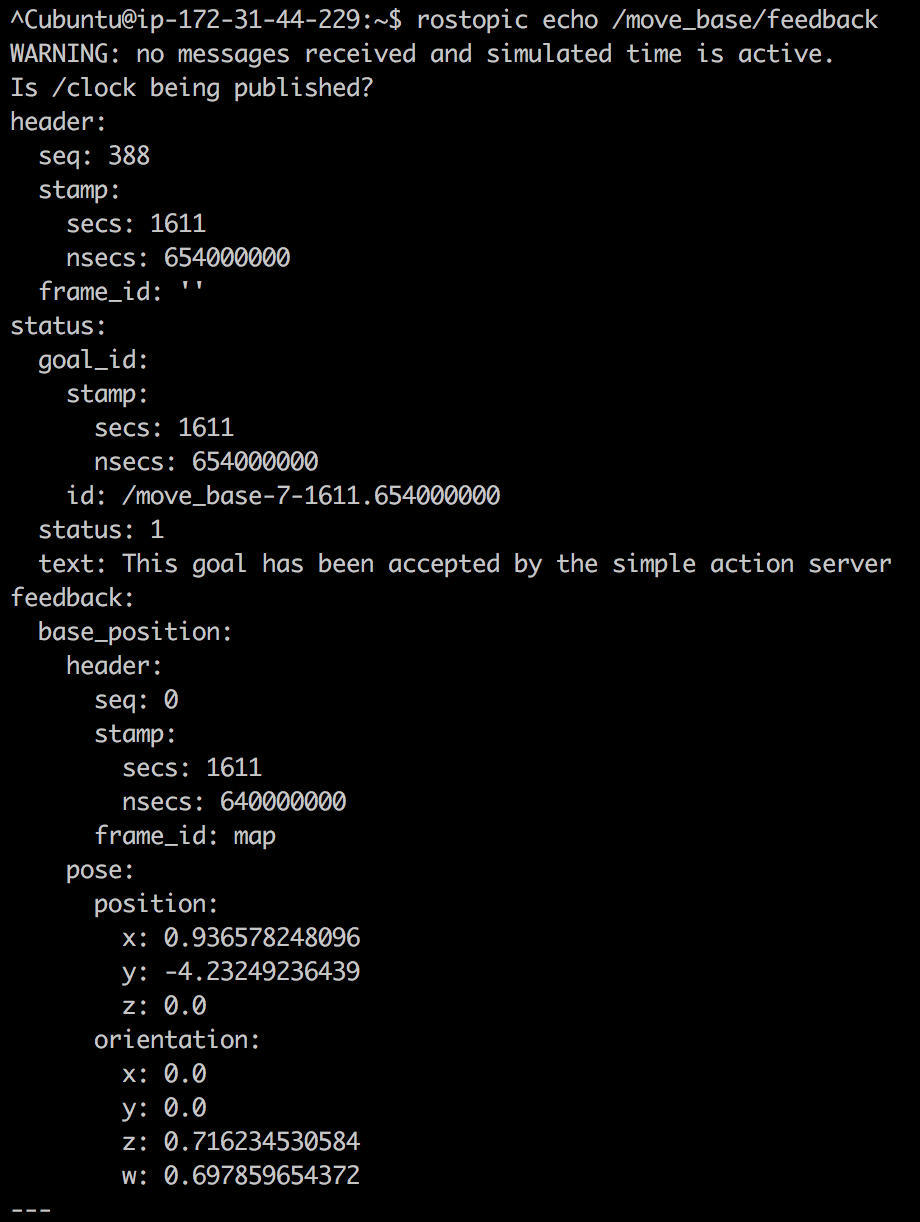 ^Cubuntu@ip-172-31-44-229:~$ rostopic echo /move_base/feedback
WARNING: no messages received and simulated time is active.
Is /clock being published?
header:
  seq: 388
  stamp:
    secs: 1611
    nsecs: 654000000
  frame_id: ''
status:
  goal_id:
    stamp:
      secs: 1611
      nsecs: 654000000
    id: /move_base-7-1611.654000000
  status: 1
  text: This goal has been accepted by the simple action server
feedback:
  base_position:
    header:
      seq: 0
      stamp:
        secs: 1611
        nsecs: 640000000
      frame_id: map
    pose:
      position:
        x: 0.936578248096
        y: -4.23249236439
        z: 0.0
      orientation:
        x: 0.0
        y: 0.0
        z: 0.716234530584
        w: 0.697859654372
---